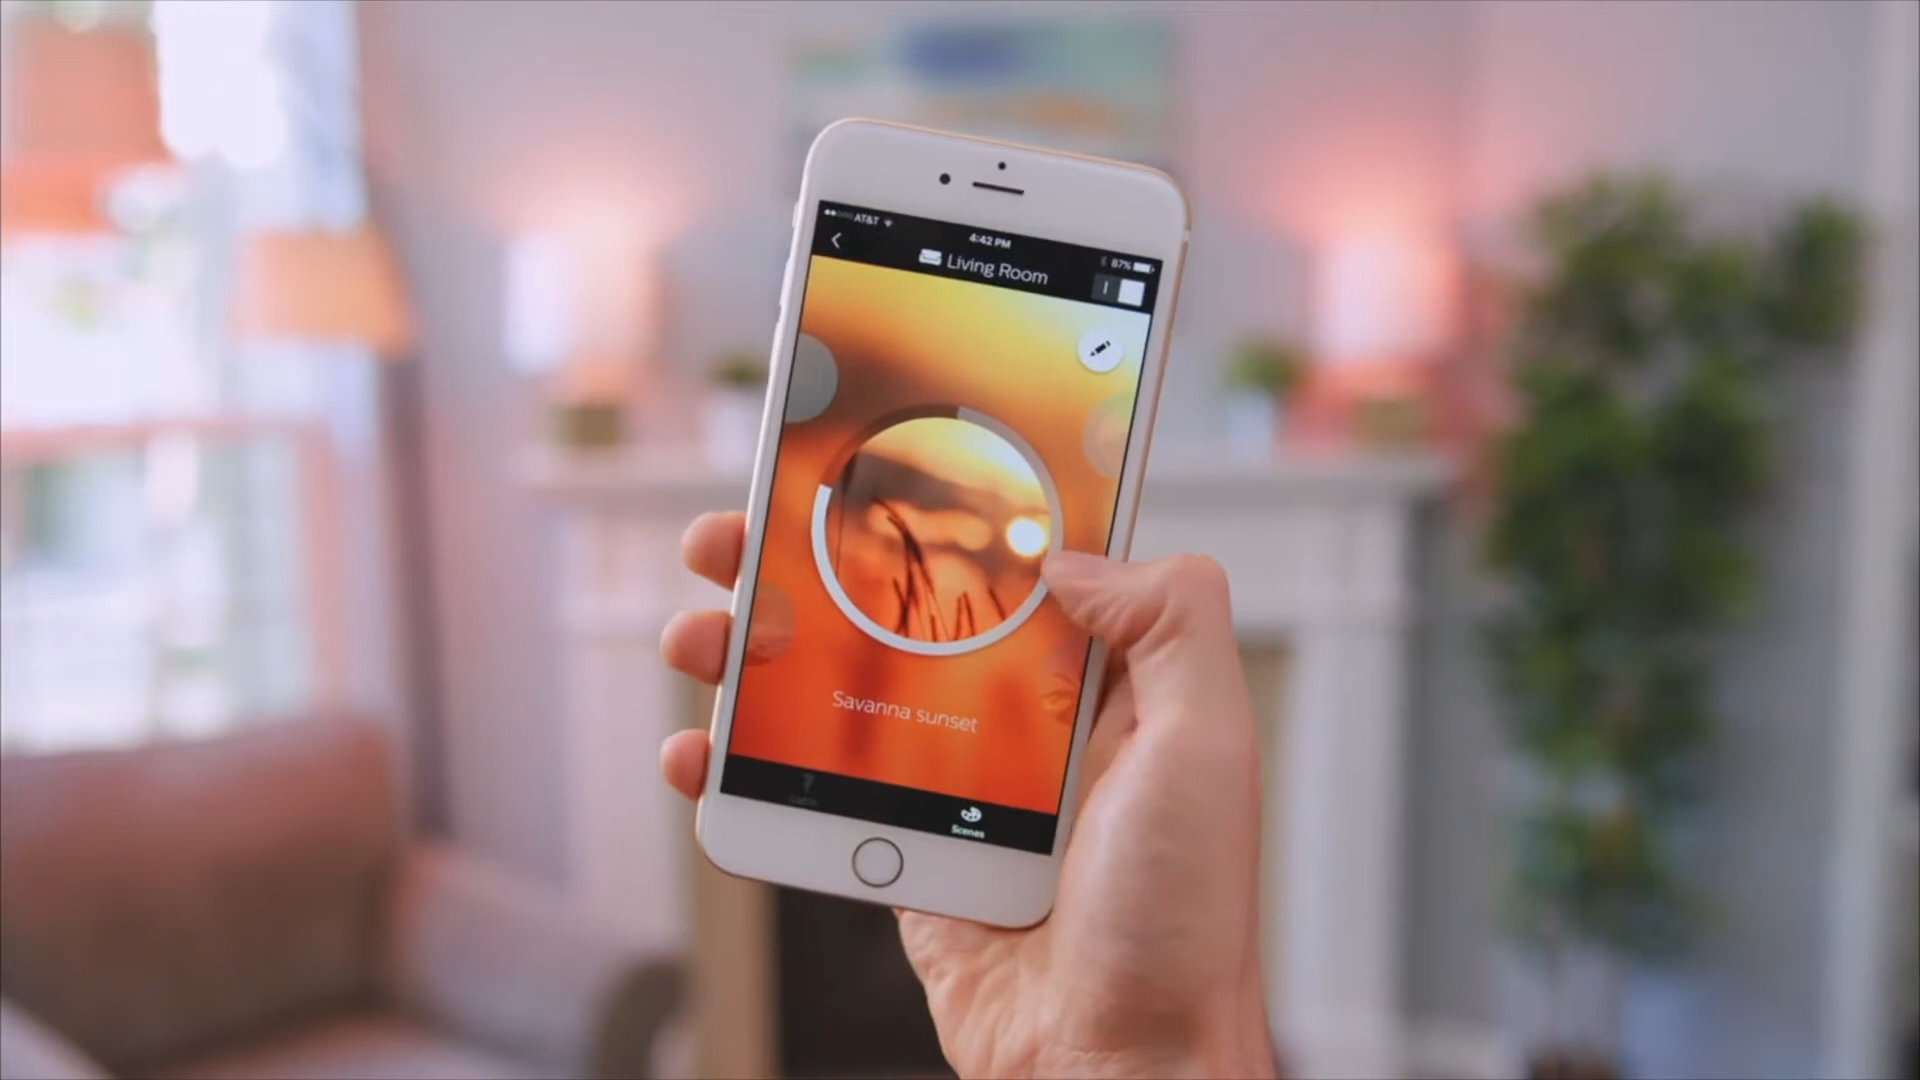 AT&T
4:42 PM
87%
Living Room
Savanna sunset
Scenes